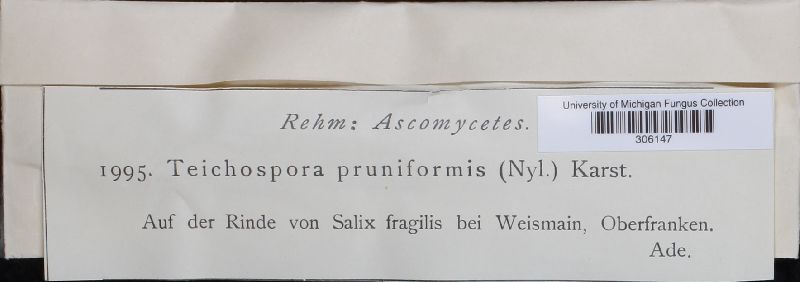 Rehm: Ascomycetes.
University of Michigan Fungus Collection
306147
1995. Teichospora pruniformis (Nyl.) Karst.
Auf der Rinde von Salix fragilis bei Weismain, Oberfranken.
Ade.